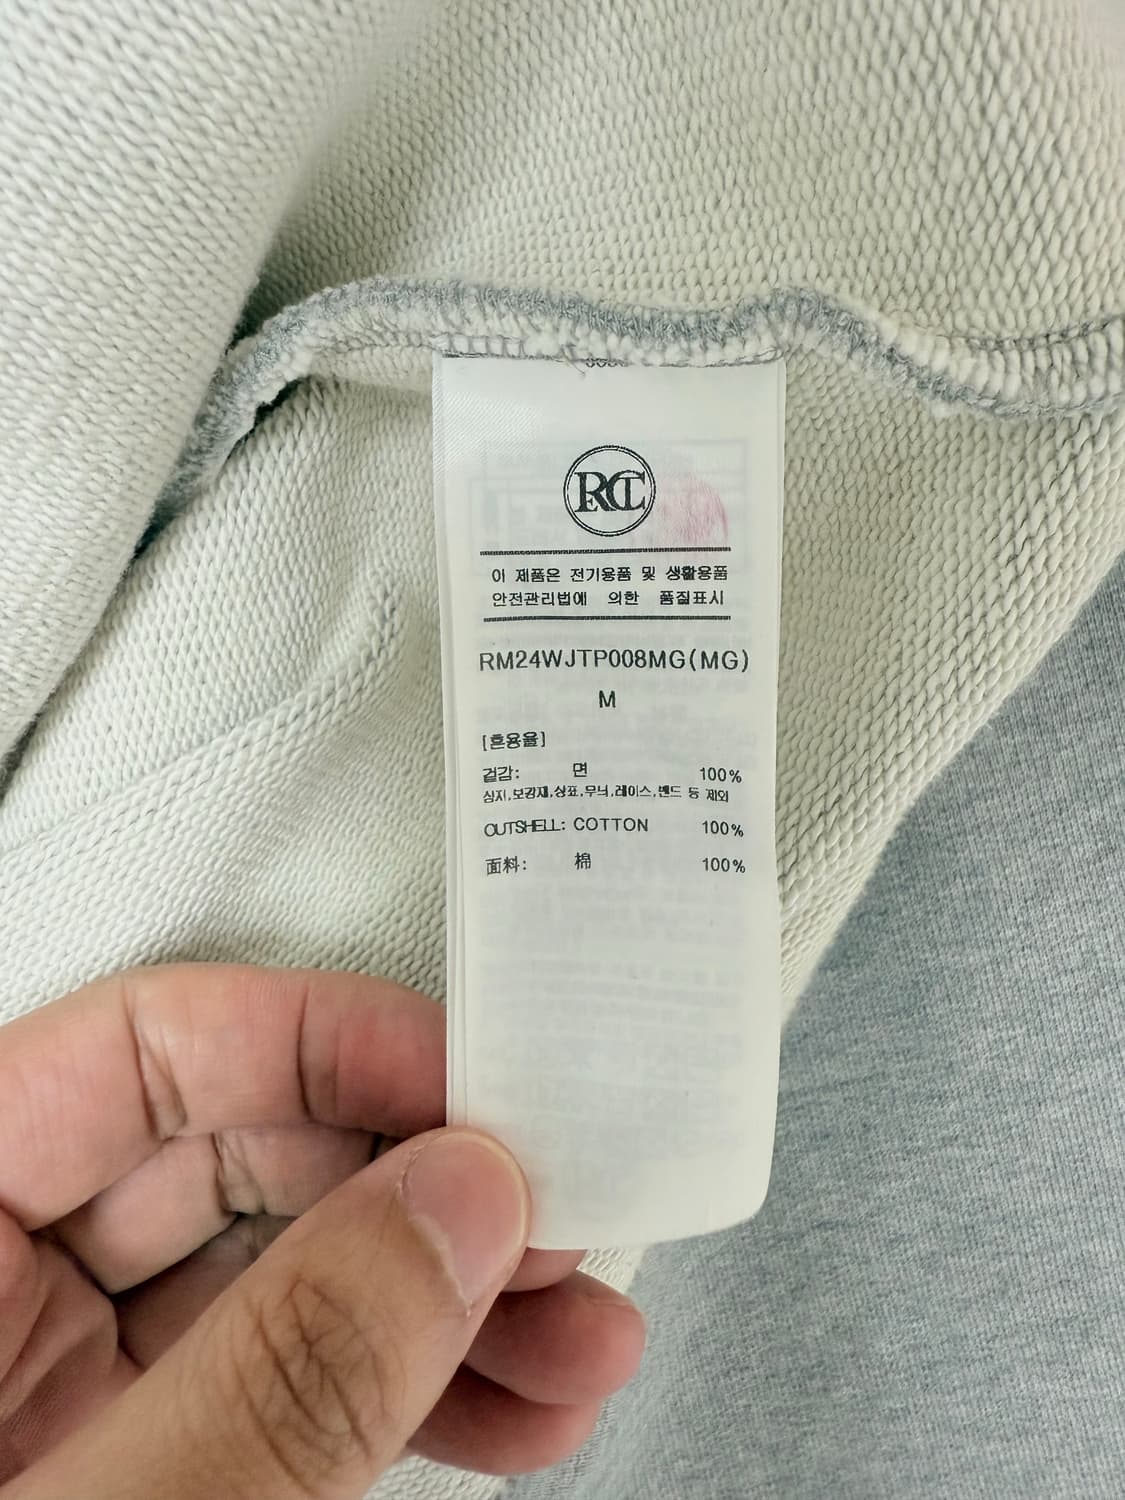 RCT
이 제품은 전기용품 및 생활용품
안전관리법에 의한 품질표시
RM24WJTP008MG(MG)
M
[혼용율]
겉감: 면 100%
심지,보강재,상표,무늬,레이스,밴드 등 제외
OUTSHELL: COTTON 100%
面料: 棉 100%